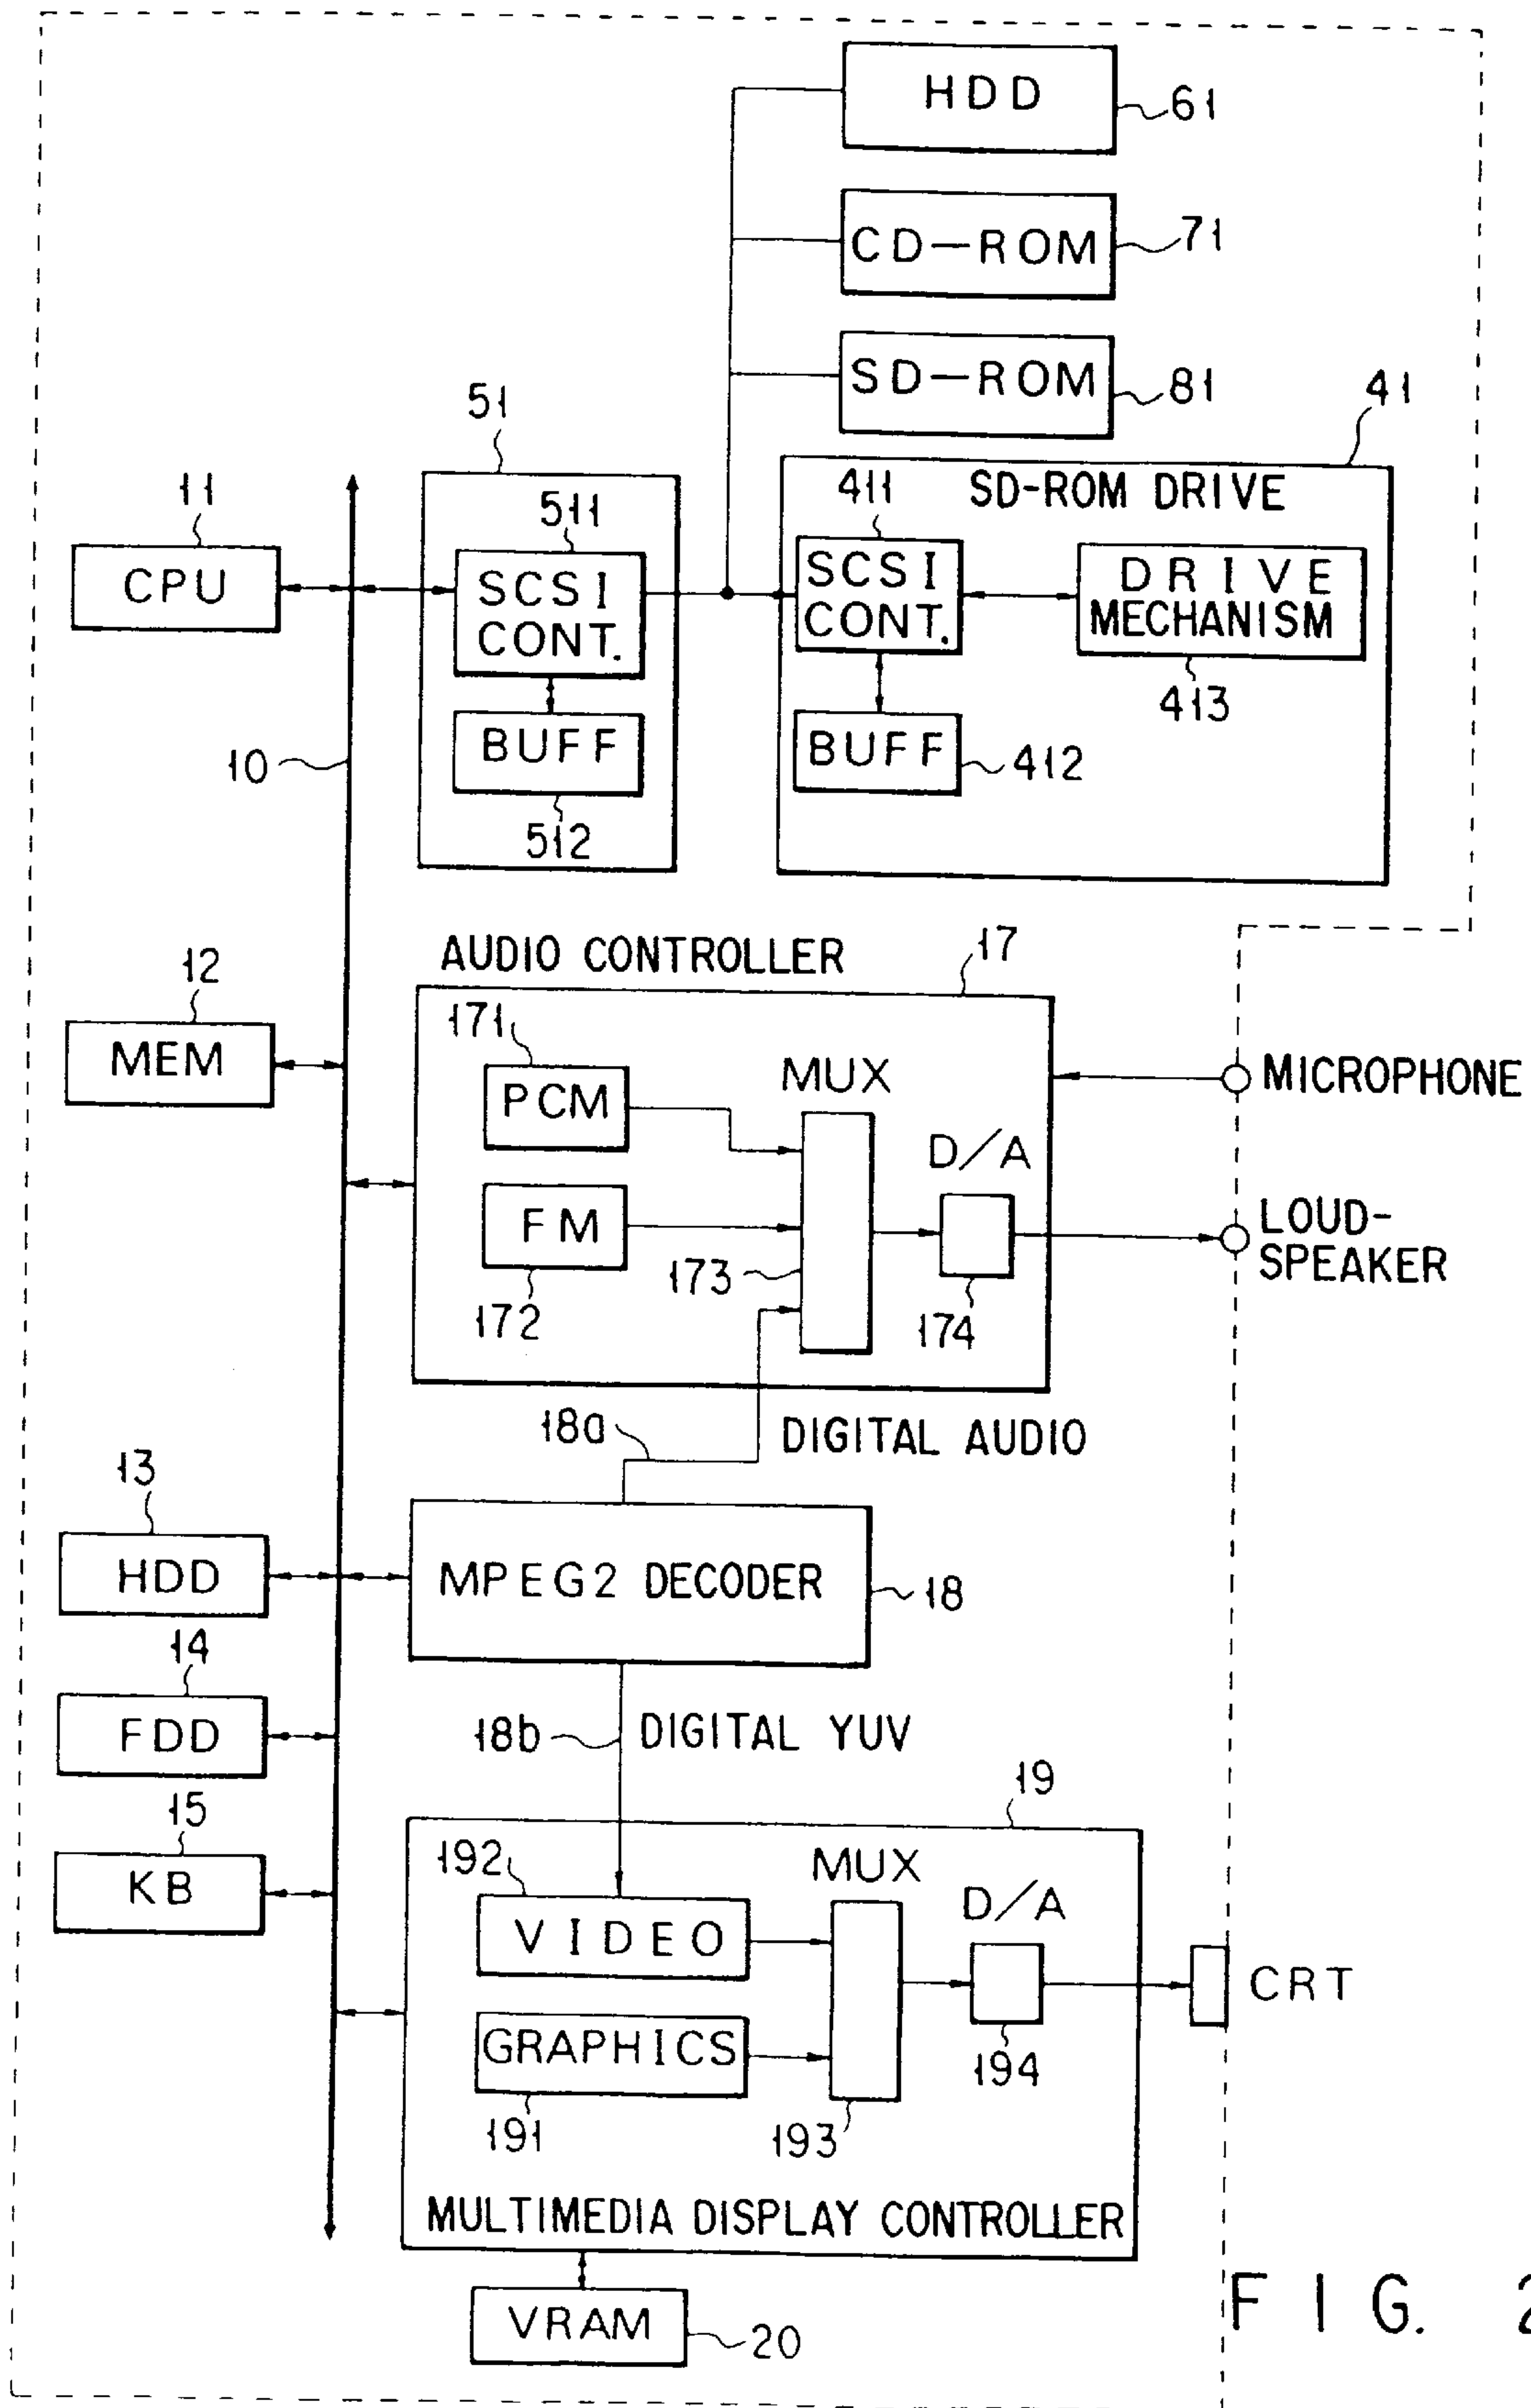 HDD
61
CD-ROM
71
SD-ROM
81
51
41
11
CPU
511
SCSI
CONT.
BUFF
512
10
SD-ROM DRIVE
411
SCSI
CONT.
DRIVE
MECHANISM
413
BUFF
412
12
MEM
AUDIO CONTROLLER
17
171
PCM
MUX
MICROPHONE
D/A
FM
172
173
174
LOUD-
SPEAKER
18a
DIGITAL AUDIO
13
HDD
MPEG2 DECODER
18
14
FDD
18b
DIGITAL YUV
15
KB
19
192
VIDEO
MUX
D/A
CRT
GRAPHICS
191
193
194
MULTIMEDIA DISPLAY CONTROLLER
VRAM
20
FIG. 2